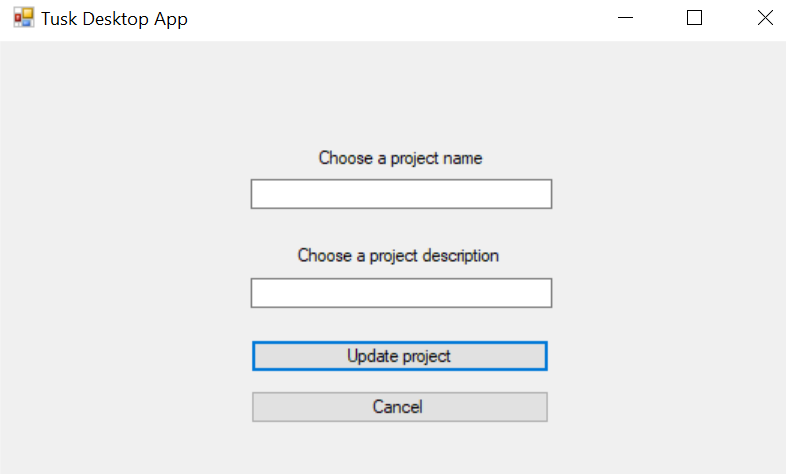 Tusk Desktop App
Choose a project name
Choose a project description
Update project
Cancel